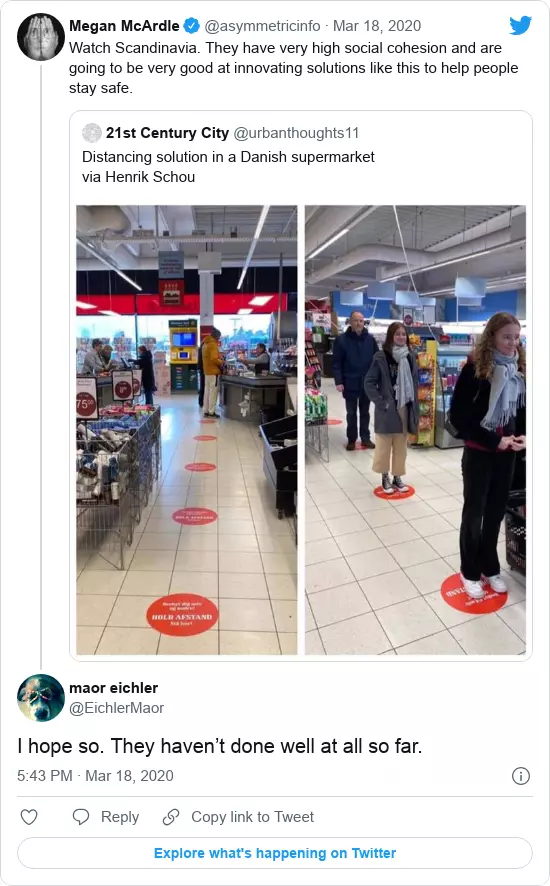 Megan McArdle @asymmetricinfo · Mar 18, 2020
Watch Scandinavia. They have very high social cohesion and are
going to be very good at innovating solutions like this to help people
stay safe.
21st Century City @urbanthoughts11
Distancing solution in a Danish supermarket
via Henrik Schou
75
HOLD AFSTAND
maor eichler
@EichlerMaor
I hope so. They haven’t done well at all so far.
5:43 PM · Mar 18, 2020
Reply
Copy link to Tweet
Explore what's happening on Twitter